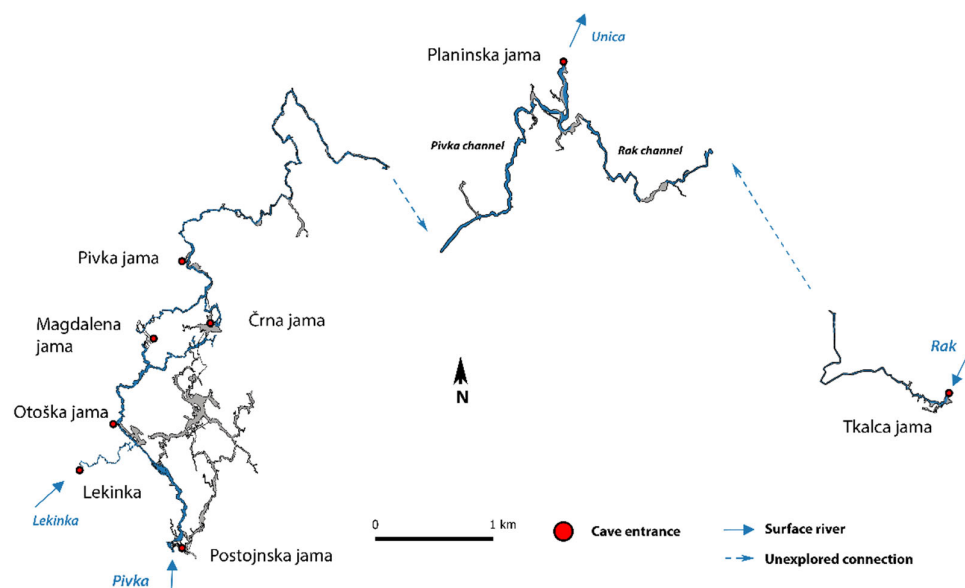 Unica
Planinska jama
Pivka channel
Rak channel
Pivka jama
Magdalena
jama
Črna jama
Rak
N
Otoška jama
Tkalca jama
Lekinka
Lekinka
0 1 km
Cave entrance
Surface river
Postojnska jama
Unexplored connection
Pivka